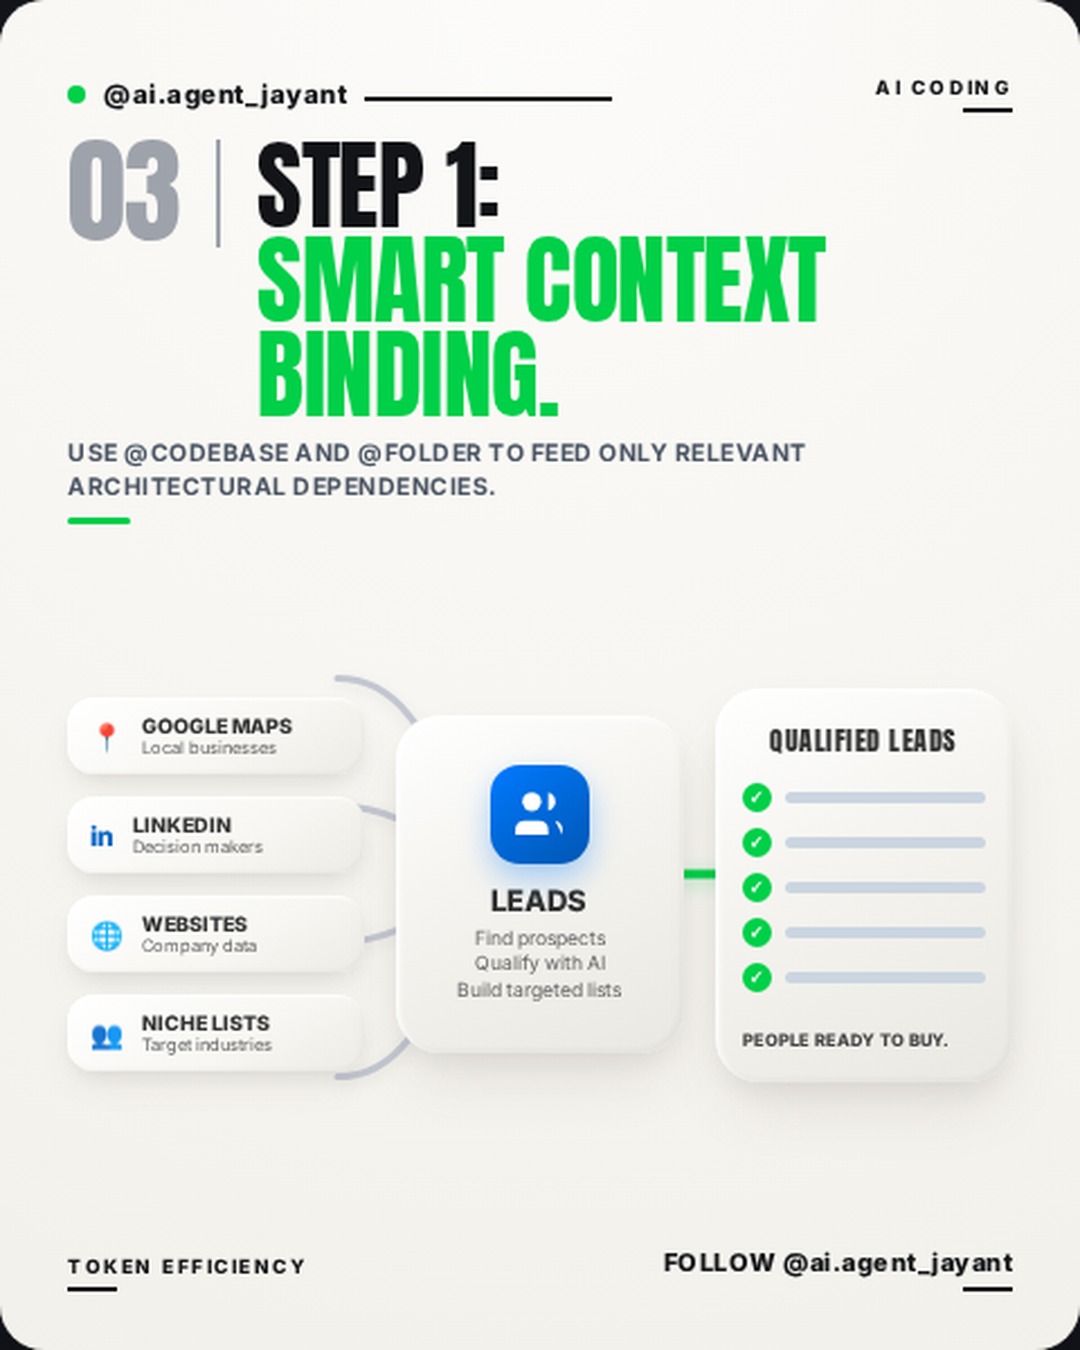 @ai.agent_jayant
AI CODING
03
STEP 1:
SMART CONTEXT
BINDING.
USE @CODEBASE AND @FOLDER TO FEED ONLY RELEVANT
ARCHITECTURAL DEPENDENCIES.
GOOGLE MAPS
Local businesses
in LINKEDIN
Decision makers
WEBSITES
Company data
NICHE LISTS
Target industries
LEADS
Find prospects
Qualify with AI
Build targeted lists
QUALIFIED LEADS
PEOPLE READY TO BUY.
TOKEN EFFICIENCY
FOLLOW @ai.agent_jayant